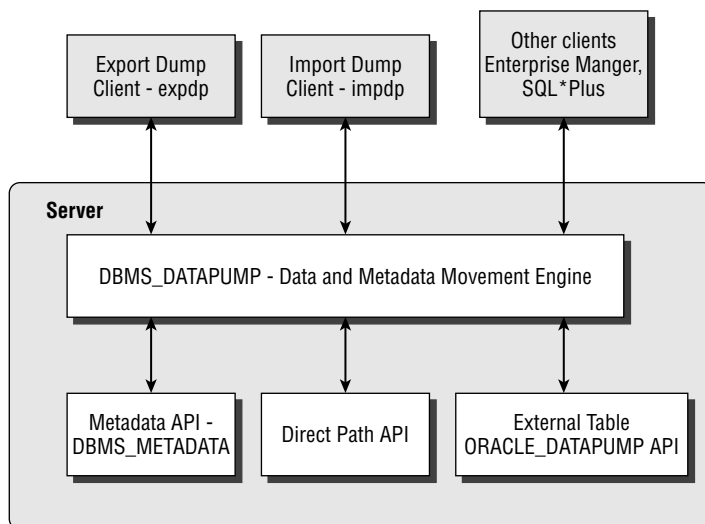 Export Dump
Client - expdp
Import Dump
Client - impdp
Other clients
Enterprise Manger,
SQL*Plus
Server
DBMS_DATAPUMP - Data and Metadata Movement Engine
Metadata API -
DBMS_METADATA
Direct Path API
External Table
ORACLE_DATAPUMP API